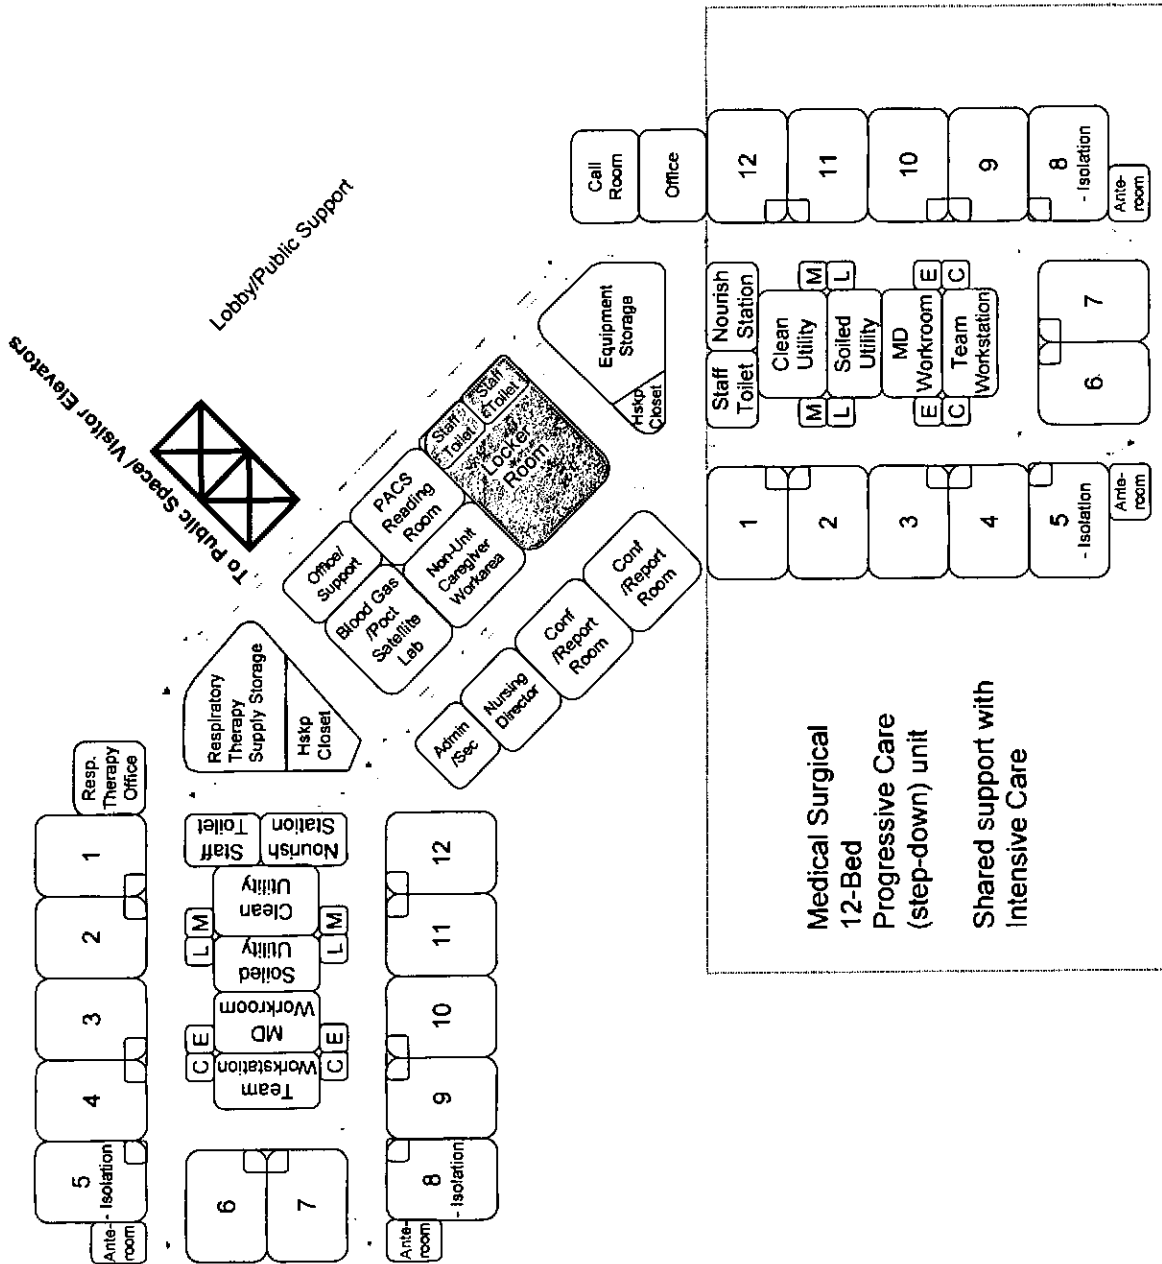 To Public Space/ Visitor Elevators
Lobby/Public Support
Resp.
Therapy
Office
1
2
3
4
5
- Isolation
Ante-
room
6
7
8
- Isolation
Ante-
room
9
10
11
12
Staff
Toilet
Nourish
Station
Clean
Utility
Soiled
Utility
MD
Workroom
Team
Workstation
M
L
E
C
M
L
E
C
Respiratory
Therapy
Supply Storage
Hskp
Closet
Office/
Support
Blood Gas
/Poct
Satellite
Lab
PACS
Reading
Room
Non-Unit
Caregiver
Workarea
Staff
Toilet
Staff
Toilet
Locker
Room
Admin
/Sec
Nursing
Director
Conf
/Report
Room
Conf
/Report
Room
Equipment
Storage
Hskp
Closet
Call
Room
Office
12
11
10
9
8
- Isolation
Ante-
room
7
6
5
- Isolation
Ante-
room
4
3
2
1
Staff
Toilet
Nourish
Station
Clean
Utility
Soiled
Utility
MD
Workroom
Team
Workstation
M
L
E
C
M
L
E
C
Medical Surgical
12-Bed
Progressive Care
(step-down) unit
Shared support with
Intensive Care